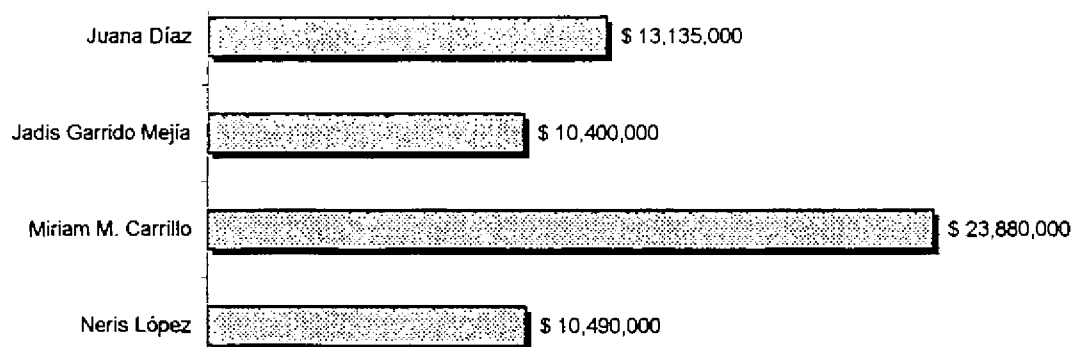 Juana Díaz $ 13,135,000
Jadis Garrido Mejía $ 10,400,000
Miriam M. Carrillo $ 23,880,000
Neris López $ 10,490,000